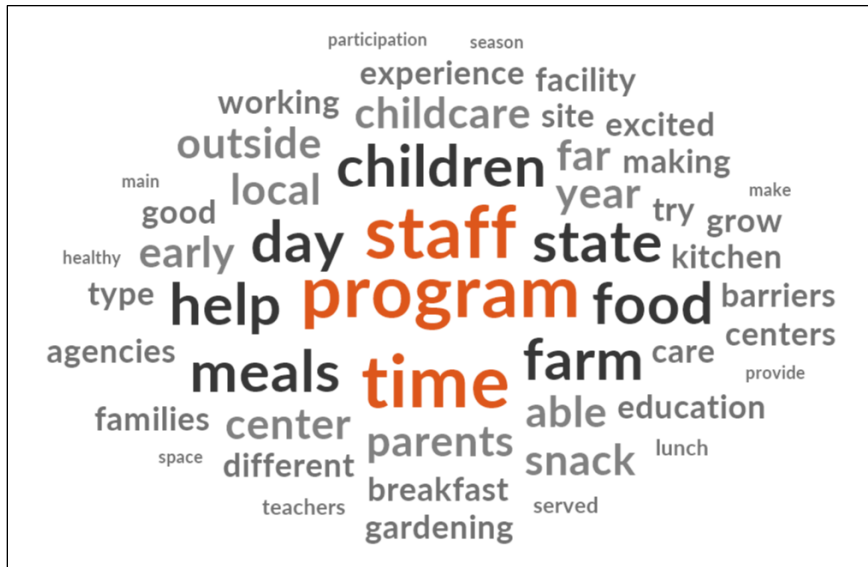 participation season
experience facility
working childcare site excited
outside children far making
main local year make
good try grow
healthy early day staff state kitchen
type help program food barriers
agencies meals time farm care centers
provide
families center able education
parents
space different snack lunch
teachers breakfast served
gardening